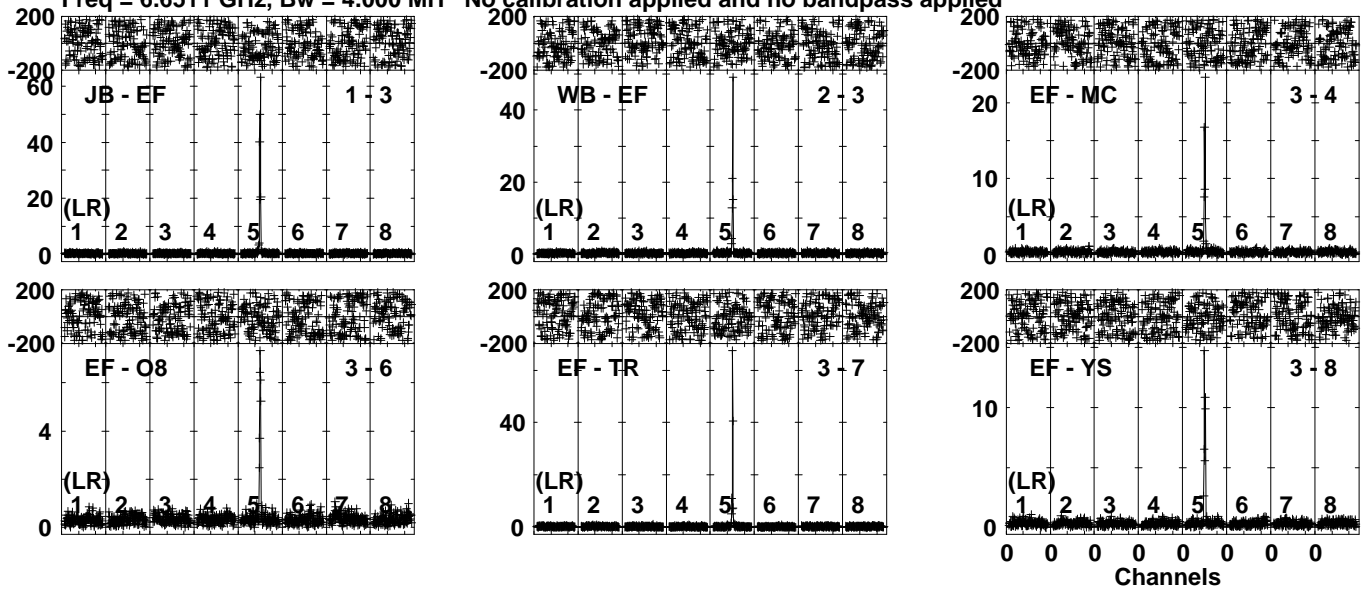 Freq = 6.6511 GHz, Bw = 4.000 MH No calibration applied and no bandpass applied
200 200 200
-200 -200 -200
60 JB - EF 1 - 3 WB - EF 2 - 3 EF - MC 3 - 4
40 40 20
20 20 10
(LR) (LR) (LR)
1 2 3 4 5 6 7 8 1 2 3 4 5 6 7 8 1 2 3 4 5 6 7 8
0 0 0
200 200 200
-200 -200 -200
EF - O8 3 - 6 EF - TR 3 - 7 EF - YS 3 - 8
4 40 10
(LR) (LR) (LR)
1 2 3 4 5 6 7 8 1 2 3 4 5 6 7 8 1 2 3 4 5 6 7 8
0 0 0
0 0 0 0 0 0 0 0
Channels